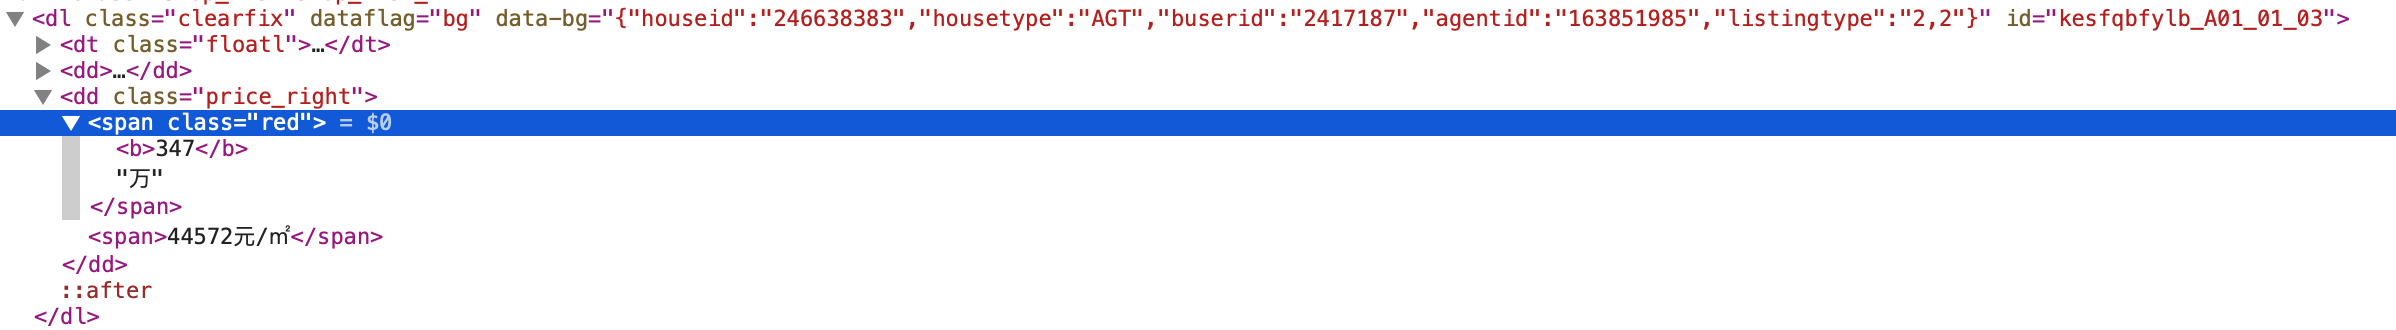 <dl class="clearfix" dataflag="bg" data-bg="{"houseid":"246638383","housetype":"AGT","buserid":"2417187","agentid":"163851985","listingtype":"2,2"}" id="kesfqbfylb_A01_01_03">
<dt class="floatl">…</dt>
<dd>…</dd>
<dd class="price_right">
<span class="red"> = $0
<b>347</b>
"万"
</span>
<span>44572元/㎡</span>
</dd>
::after
</dl>